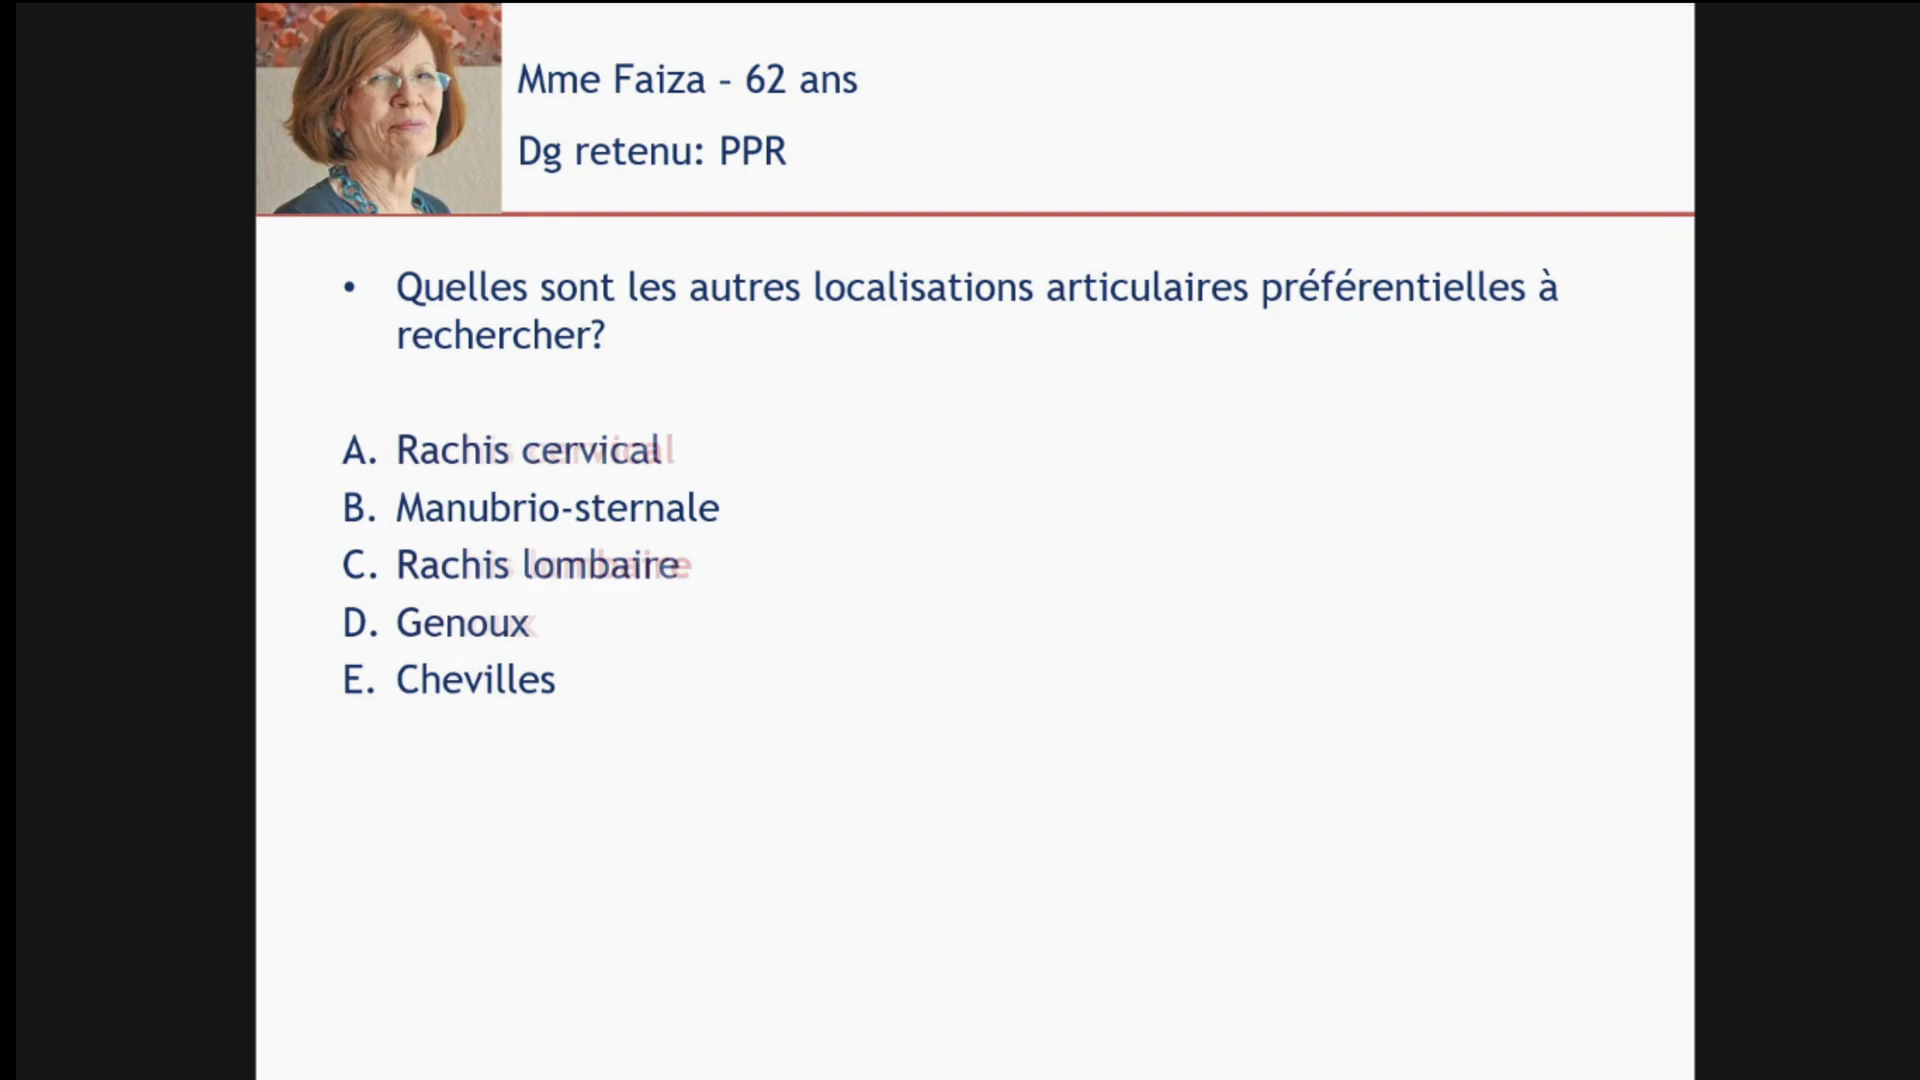 Mme Faiza – 62 ans
Dg retenu: PPR
• Quelles sont les autres localisations articulaires préférentielles à
rechercher?
A. Rachis cervical
B. Manubrio-sternale
C. Rachis lombaire
D. Genoux
E. Chevilles